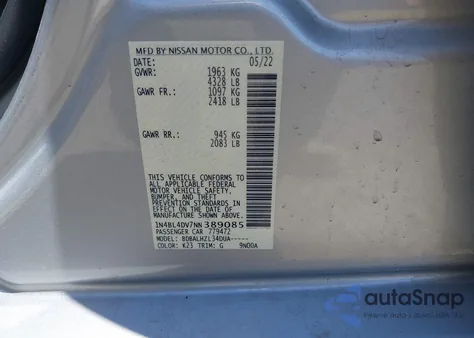 MFD BY NISSAN MOTOR CO., LTD.
DATE: 05/22
GVWR: 1963 KG
4328 LB
GAWR FR.: 1097 KG
2418 LB
GAWR RR.: 945 KG
2083 LB
THIS VEHICLE CONFORMS TO
ALL APPLICABLE FEDERAL
MOTOR VEHICLE SAFETY,
BUMPER, AND THEFT
PREVENTION STANDARDS
IN EFFECT ON THE DATE OF
MANUFACTURE SHOWN ABOVE.
1N4BL4DV7NN389085
PASSENGER CAR 779472
MODEL: BDBALHZL34DUA-----
COLOR: K23 TRIM: G 9N00A
autoSnap